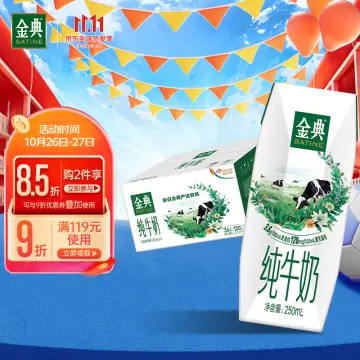 金典
SATINE
11.11
京东全球热爱季
活动时间
10月26日-27日
8.5折
购2件享
立即参与
可与9折优惠券叠加使用
9折
满119元
使用
立即领取
金典
纯牛奶
金典
SATINE
纯牛奶
净含量:250mL